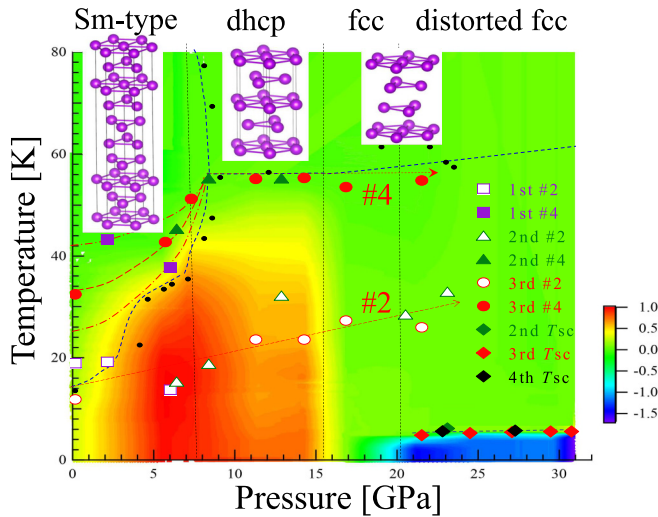 Sm-type dhcp fcc distorted fcc
80
60
40
20
0
Temperature [K]
0 5 10 15 20 25 30
Pressure [GPa]
#4
#2
1st #2
1st #4
2nd #2
2nd #4
3rd #2
3rd #4
2nd Tsc
3rd Tsc
4th Tsc
1.0
0.5
0.0
-0.5
-1.0
-1.5